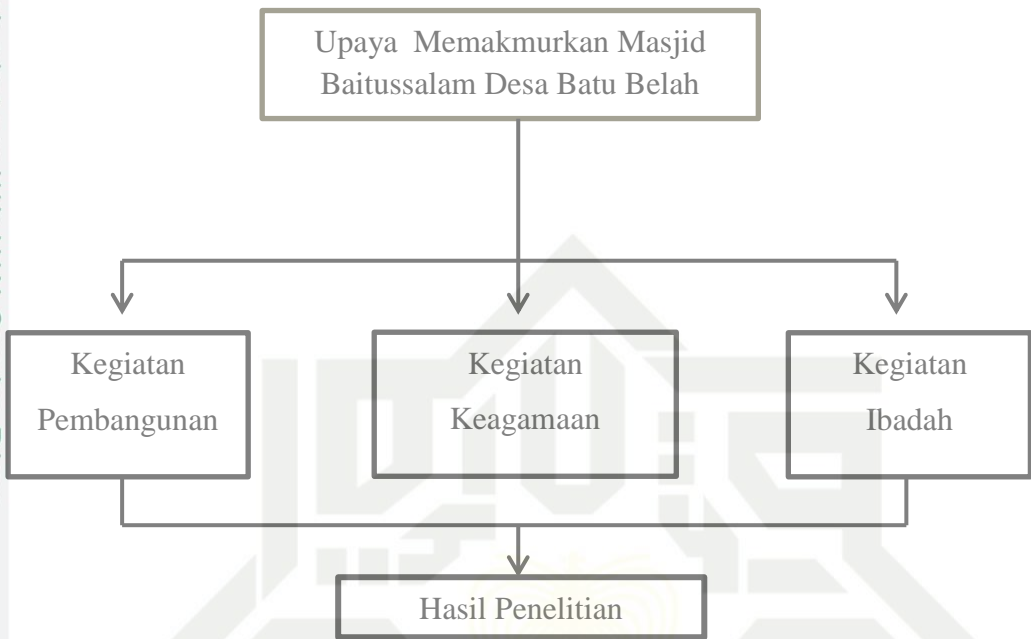 Upaya Memakmurkan Masjid
Baitussalam Desa Batu Belah
Kegiatan
Pembangunan
Kegiatan
Keagamaan
Kegiatan
Ibadah
Hasil Penelitian